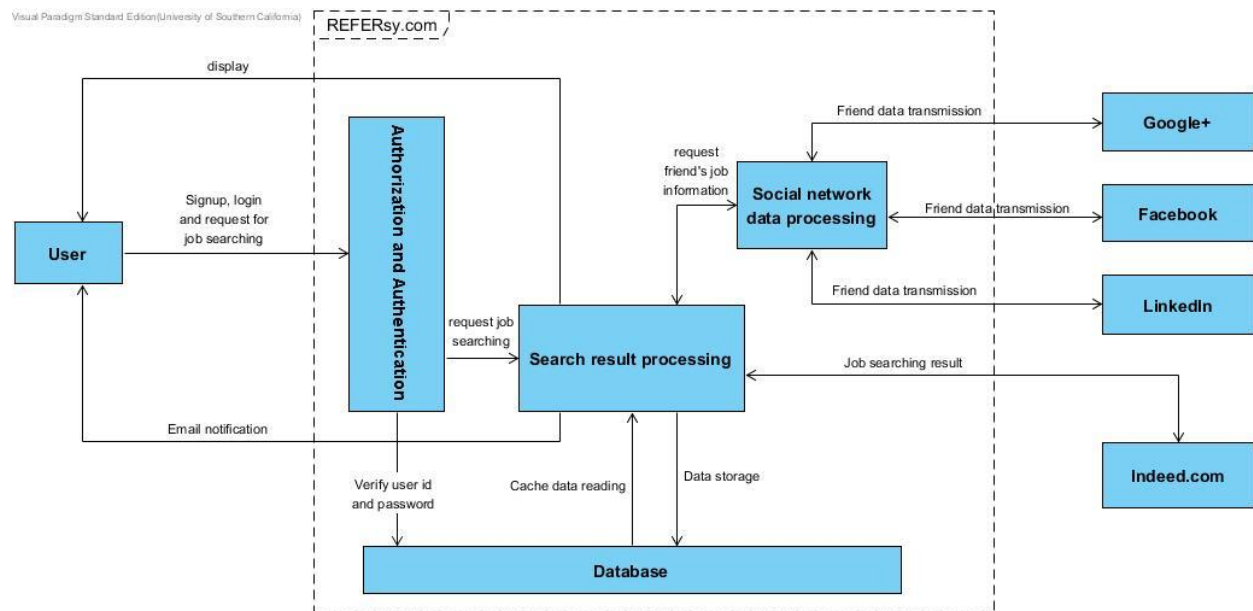 Visual Paradigm Standard Edition(University of Southern California)
REFERsy.com
display
Authorization and Authentication
Friend data transmission
Google+
request
friend's job
information
Social network
data processing
Signup, login
and request for
job searching
Friend data transmission
Facebook
User
Friend data transmission
LinkedIn
request job
searching
Search result processing
Job searching result
Email notification
Indeed.com
Verify user id
and password
Cache data reading
Data storage
Database